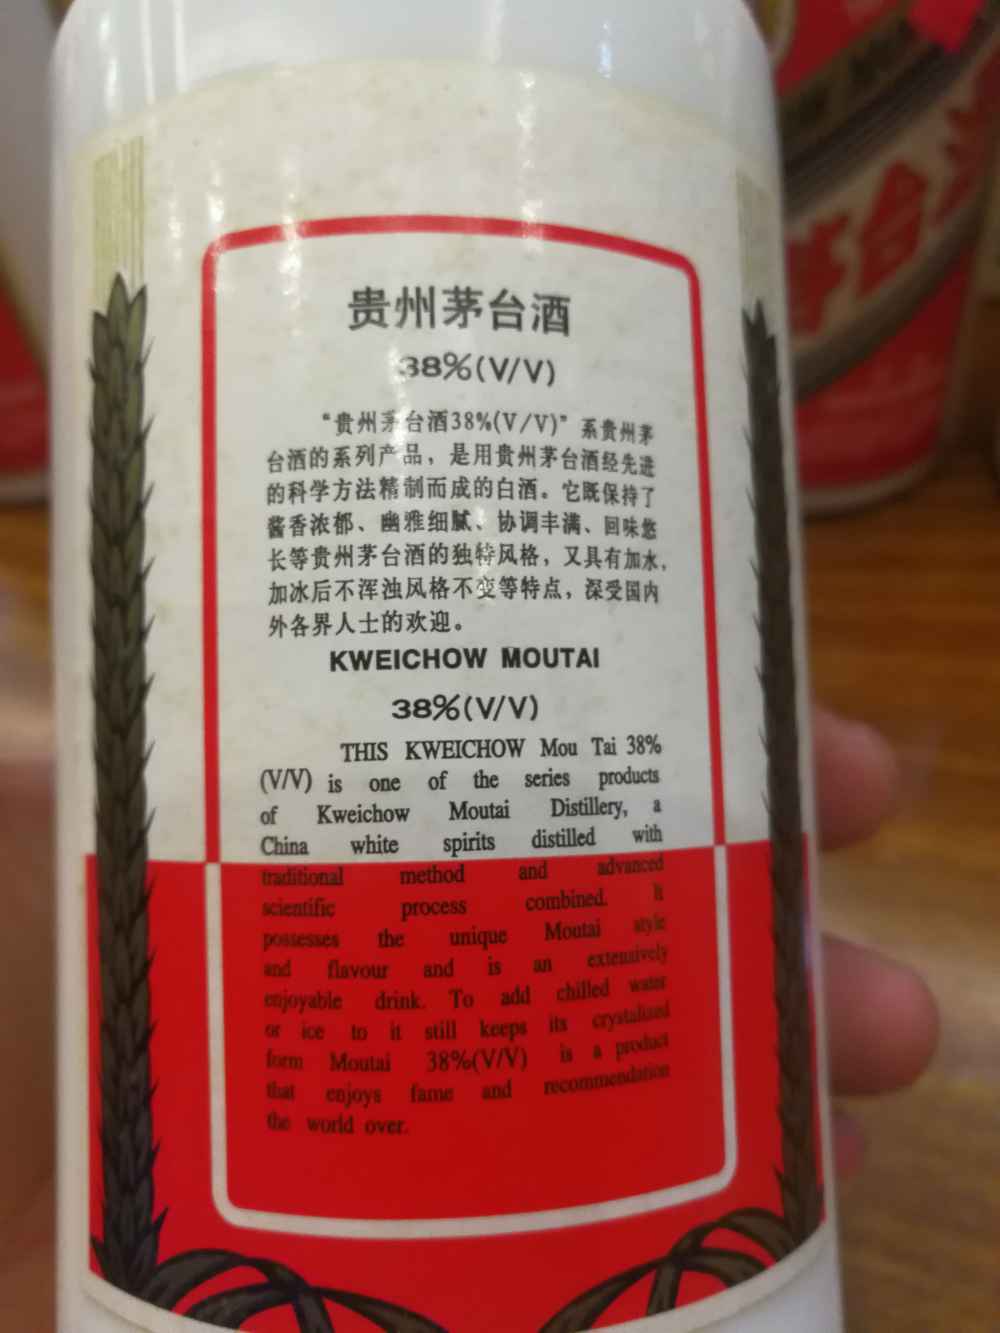 贵州茅台酒
38%(V/V)
“贵州茅台酒38%(V/V)”系贵州茅
台酒的系列产品，是用贵州茅台酒经先进
的科学方法精制而成的白酒。它既保持了
酱香浓郁、幽雅细腻、协调丰满、回味悠
长等贵州茅台酒的独特风格，又具有加水，
加冰后不浑浊风格不变等特点，深受国内
外各界人士的欢迎。
KWEICHOW MOUTAI
38%(V/V)
THIS KWEICHOW Mou Tai 38%
(V/V) is one of the series products
of Kweichow Moutai Distillery, a
China white spirits distilled with
traditional method and advanced
scientific process combined. It
possesses the unique Moutai style
and flavour and is an extensively
enjoyable drink. To add chilled water
or ice to it still keeps its crystalized
form Moutai 38%(V/V) is a product
that enjoys fame and recommendation
the world over.
茅台